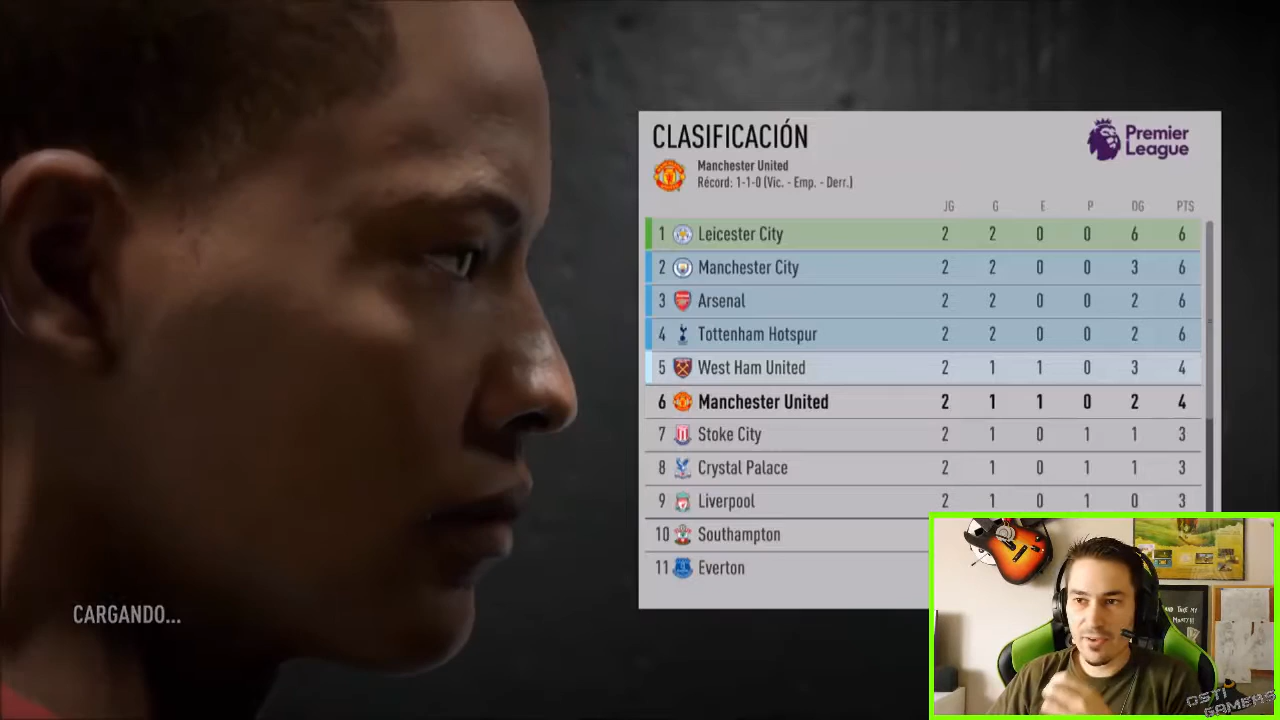 CLASIFICACIÓN
Premier
League
Manchester United
Récord: 1-1-0 (Vic. - Emp. - Derr.)
JG G E P DG PTS
1 Leicester City 2 2 0 0 6 6
2 Manchester City 2 2 0 0 3 6
3 Arsenal 2 2 0 0 2 6
4 Tottenham Hotspur 2 2 0 0 2 6
5 West Ham United 2 1 1 0 3 4
6 Manchester United 2 1 1 0 2 4
7 Stoke City 2 1 0 1 1 3
8 Crystal Palace 2 1 0 1 1 3
9 Liverpool 2 1 0 1 0 3
10 Southampton
11 Everton
CARGANDO...
AND TAKE MY
MONEY!!
OSTI
GAMERS